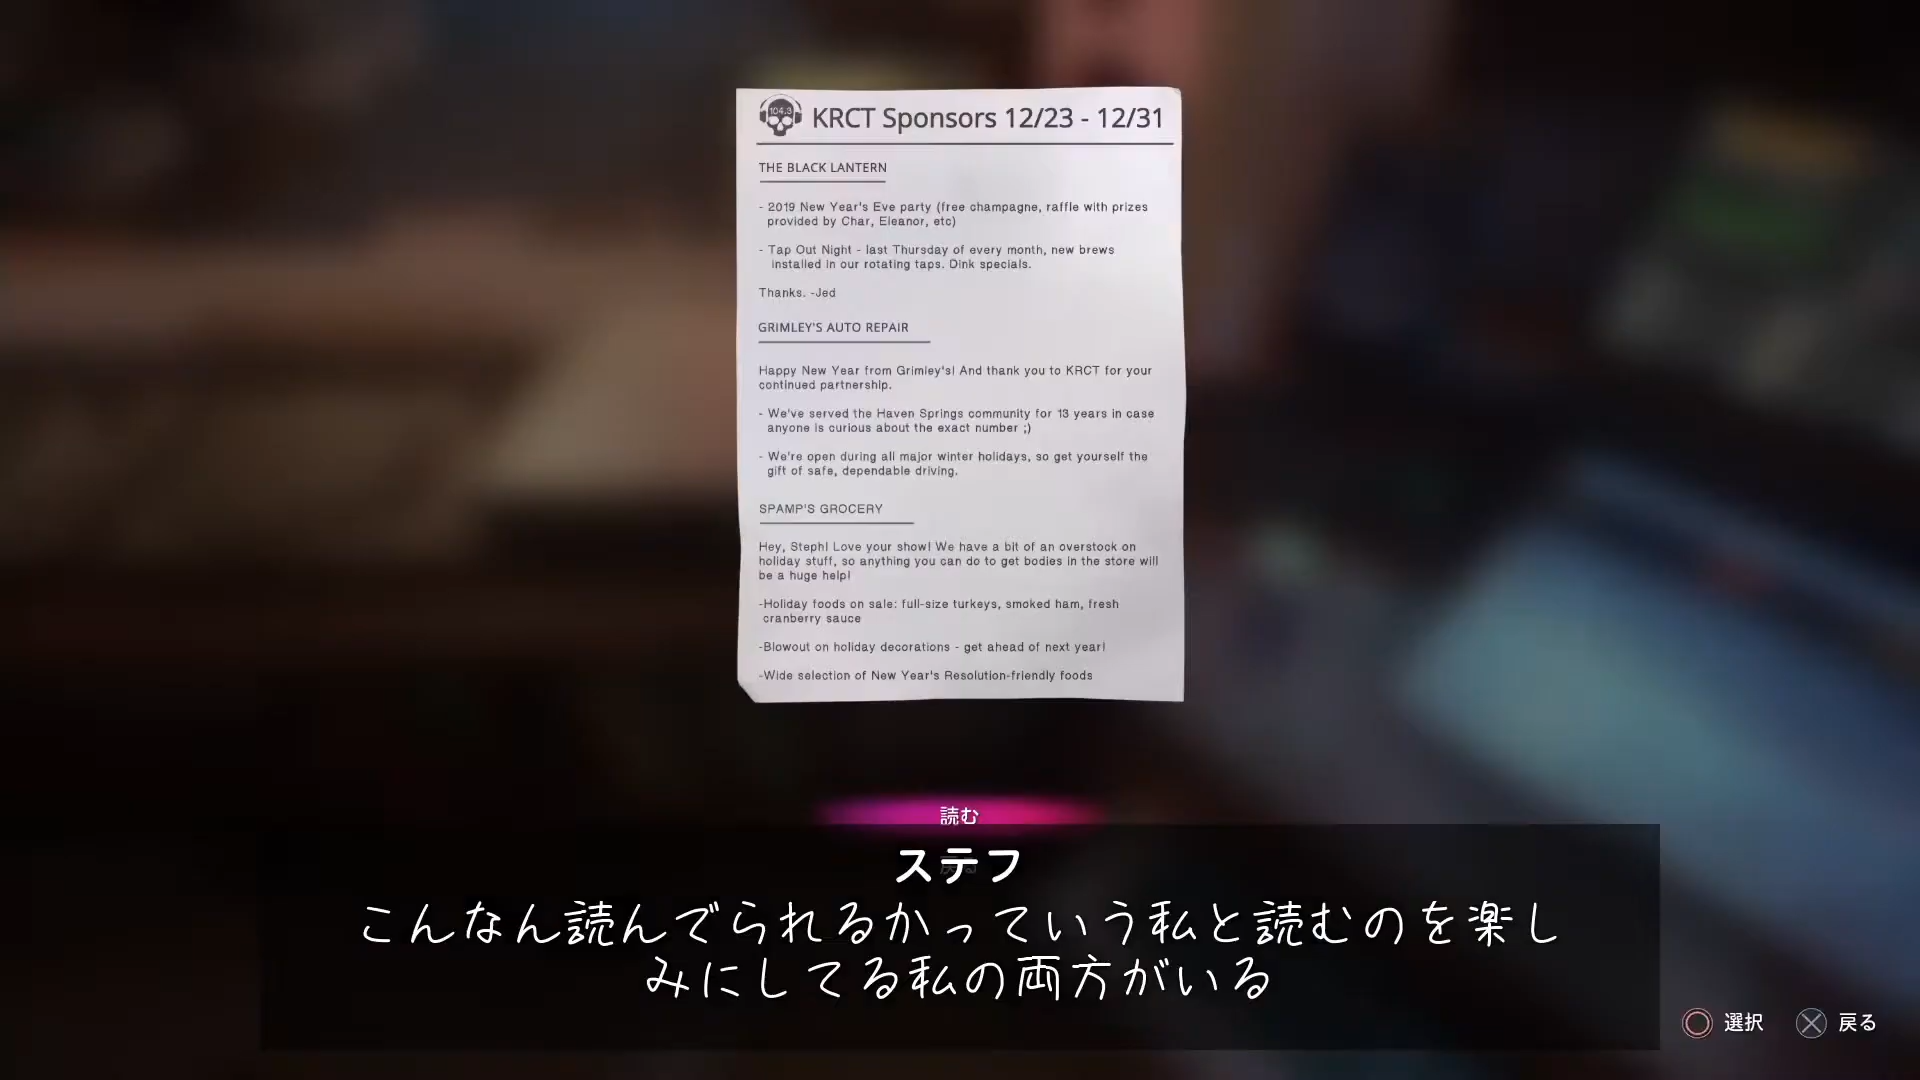 104.3
KRCT Sponsors 12/23 - 12/31
THE BLACK LANTERN
- 2019 New Year's Eve party (free champagne, raffle with prizes
provided by Char, Eleanor, etc)
- Tap Out Night - last Thursday of every month, new brews
installed in our rotating taps. Dink specials.
Thanks. -Jed
GRIMLEY'S AUTO REPAIR
Happy New Year from Grimley's! And thank you to KRCT for your
continued partnership.
- We've served the Haven Springs community for 13 years in case
anyone is curious about the exact number ;)
- We're open during all major winter holidays, so get yourself the
gift of safe, dependable driving.
SPAMP'S GROCERY
Hey, Steph! Love your show! We have a bit of an overstock on
holiday stuff, so anything you can do to get bodies in the store will
be a huge help!
-Holiday foods on sale: full-size turkeys, smoked ham, fresh
cranberry sauce
-Blowout on holiday decorations - get ahead of next year!
-Wide selection of New Year's Resolution-friendly foods
読む
戻る
ステフ
こんなん読んでられるかっていう私と読むのを楽し
みにしてる私の両方がいる
選択 戻る